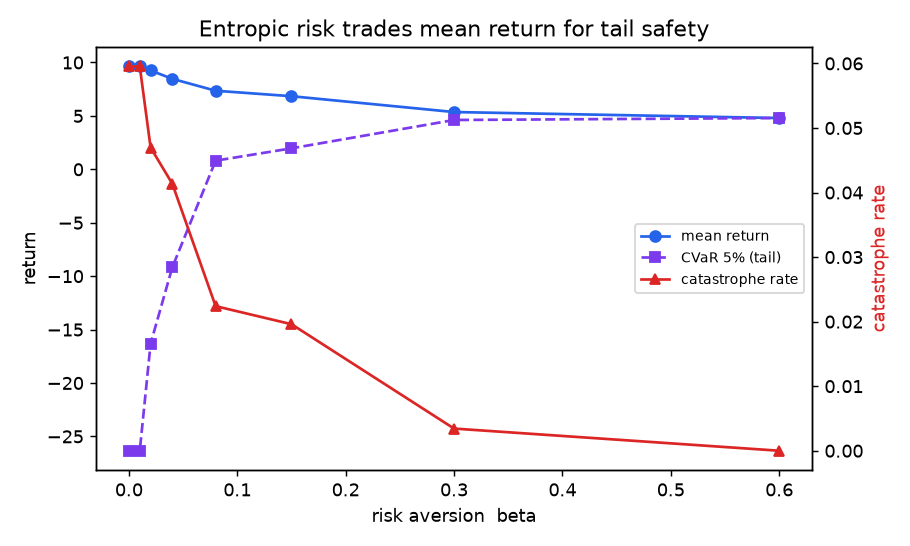 Entropic risk trades mean return for tail safety
10
5
0
−5
−10
−15
−20
−25
return
0.06
0.05
0.04
0.03
0.02
0.01
0.00
catastrophe rate
mean return
CVaR 5% (tail)
catastrophe rate
0.0 0.1 0.2 0.3 0.4 0.5 0.6
risk aversion beta